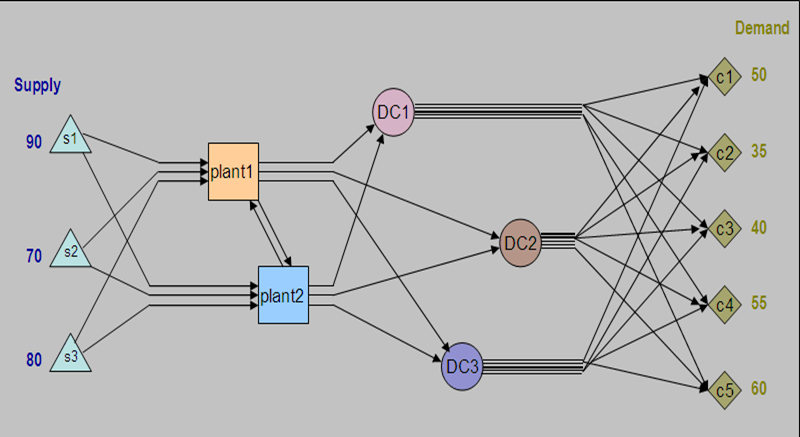 Demand
Supply
90
s1
70
s2
80
s3
plant1
plant2
DC1
DC2
DC3
c1 50
c2 35
c3 40
c4 55
c5 60